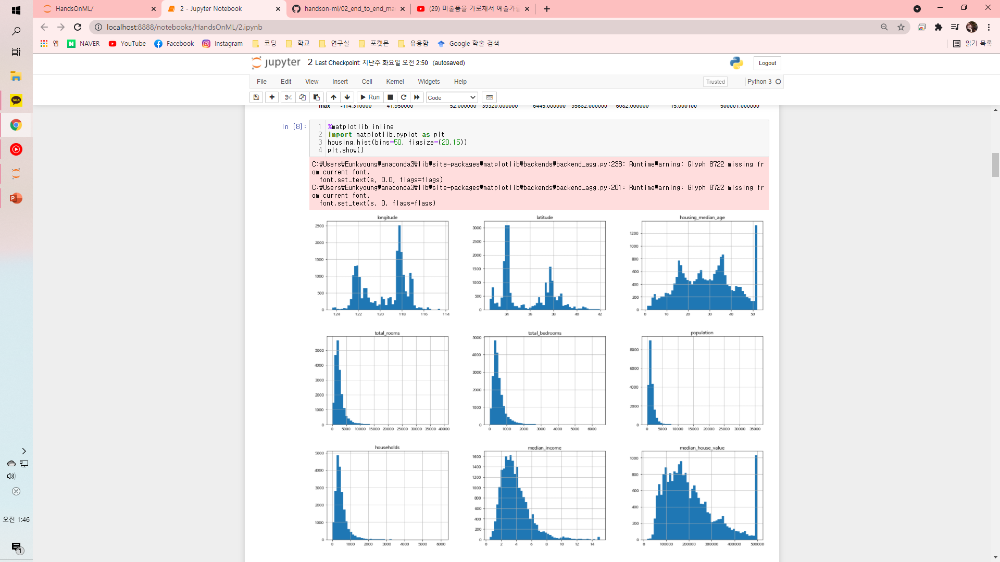 HandsOnML/
2 - Jupyter Notebook
handson-ml/02_end_to_end_ma
(29) 미술품을 가로채서 예술가를
localhost:8888/notebooks/HandsOnML/2.ipynb
앱 NAVER YouTube Facebook Instagram 코딩 학교 연구실 포켓몬 유용함 Google 학술 검색 읽기 목록
jupyter 2 Last Checkpoint: 지난주 화요일 오전 2:50 (autosaved) Logout
File Edit View Insert Cell Kernel Widgets Help Trusted Python 3
Run Code
max -114.310000 41.950000 52.000000 39320.000000 6445.000000 35682.000000 6082.000000 15.000100 500001.000000
In [8]:
1 %matplotlib inline
2 import matplotlib.pyplot as plt
3 housing.hist(bins=50, figsize=(20,15))
4 plt.show()
C:₩Users₩Eunkyoung₩anaconda3₩lib₩site-packages₩matplotlib₩backends₩backend_agg.py:238: RuntimeWarning: Glyph 8722 missing fr
om current font.
font.set_text(s, 0.0, flags=flags)
C:₩Users₩Eunkyoung₩anaconda3₩lib₩site-packages₩matplotlib₩backends₩backend_agg.py:201: RuntimeWarning: Glyph 8722 missing fr
om current font.
font.set_text(s, 0, flags=flags)
longitude
2500
2000
1500
1000
500
0
124 122 120 118 116 114
latitude
3000
2500
2000
1500
1000
500
0
34 36 38 40 42
housing_median_age
1200
1000
800
600
400
200
0
0 10 20 30 40 50
total_rooms
5000
4000
3000
2000
1000
0
0 5000 10000 15000 20000 25000 30000 35000 40000
total_bedrooms
5000
4000
3000
2000
1000
0
0 1000 2000 3000 4000 5000 6000
population
8000
6000
4000
2000
0
0 5000 10000 15000 20000 25000 30000 35000
households
5000
4000
3000
2000
1000
0
0 1000 2000 3000 4000 5000 6000
median_income
1600
1400
1200
1000
800
600
400
200
0
0 2 4 6 8 10 12 14
median_house_value
1000
800
600
400
200
0
0 100000 200000 300000 400000 500000
TALK
오전 1:46
1